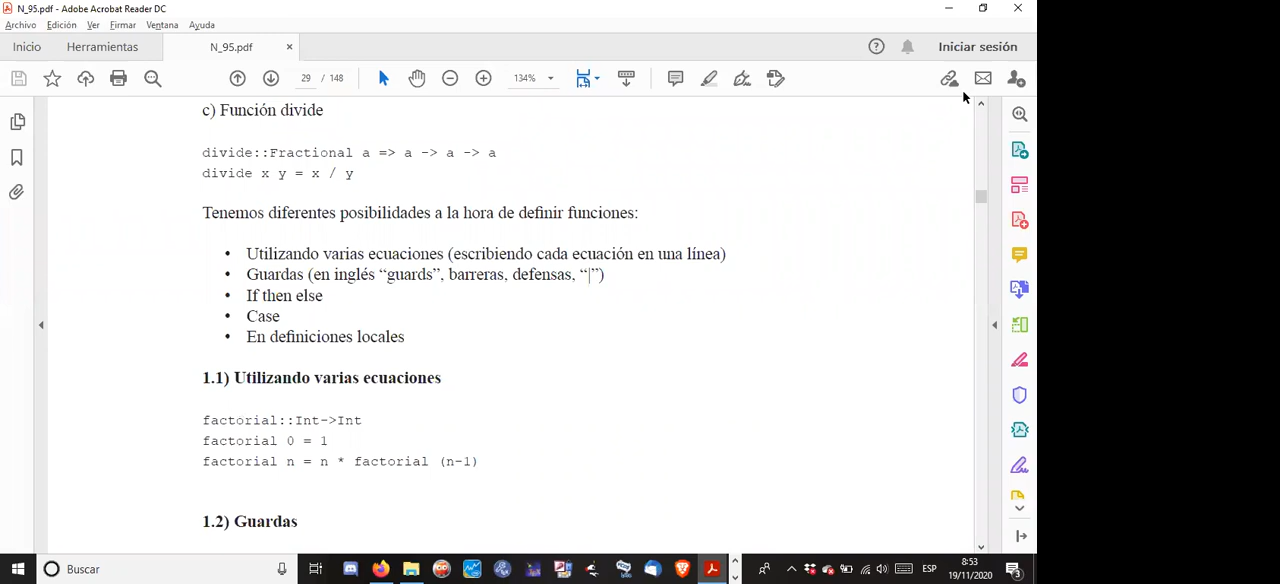 N_95.pdf - Adobe Acrobat Reader DC
Archivo Edición Ver Firmar Ventana Ayuda
Inicio Herramientas N_95.pdf × Iniciar sesión
29 / 148 134%
c) Función divide
divide::Fractional a => a -> a -> a
divide x y = x / y
Tenemos diferentes posibilidades a la hora de definir funciones:
• Utilizando varias ecuaciones (escribiendo cada ecuación en una línea)
• Guardas (en inglés “guards”, barreras, defensas, “|”)
• If then else
• Case
• En definiciones locales
1.1) Utilizando varias ecuaciones
factorial::Int->Int
factorial 0 = 1
factorial n = n * factorial (n-1)
1.2) Guardas
Buscar
ESP
8:53
19/11/2020
3